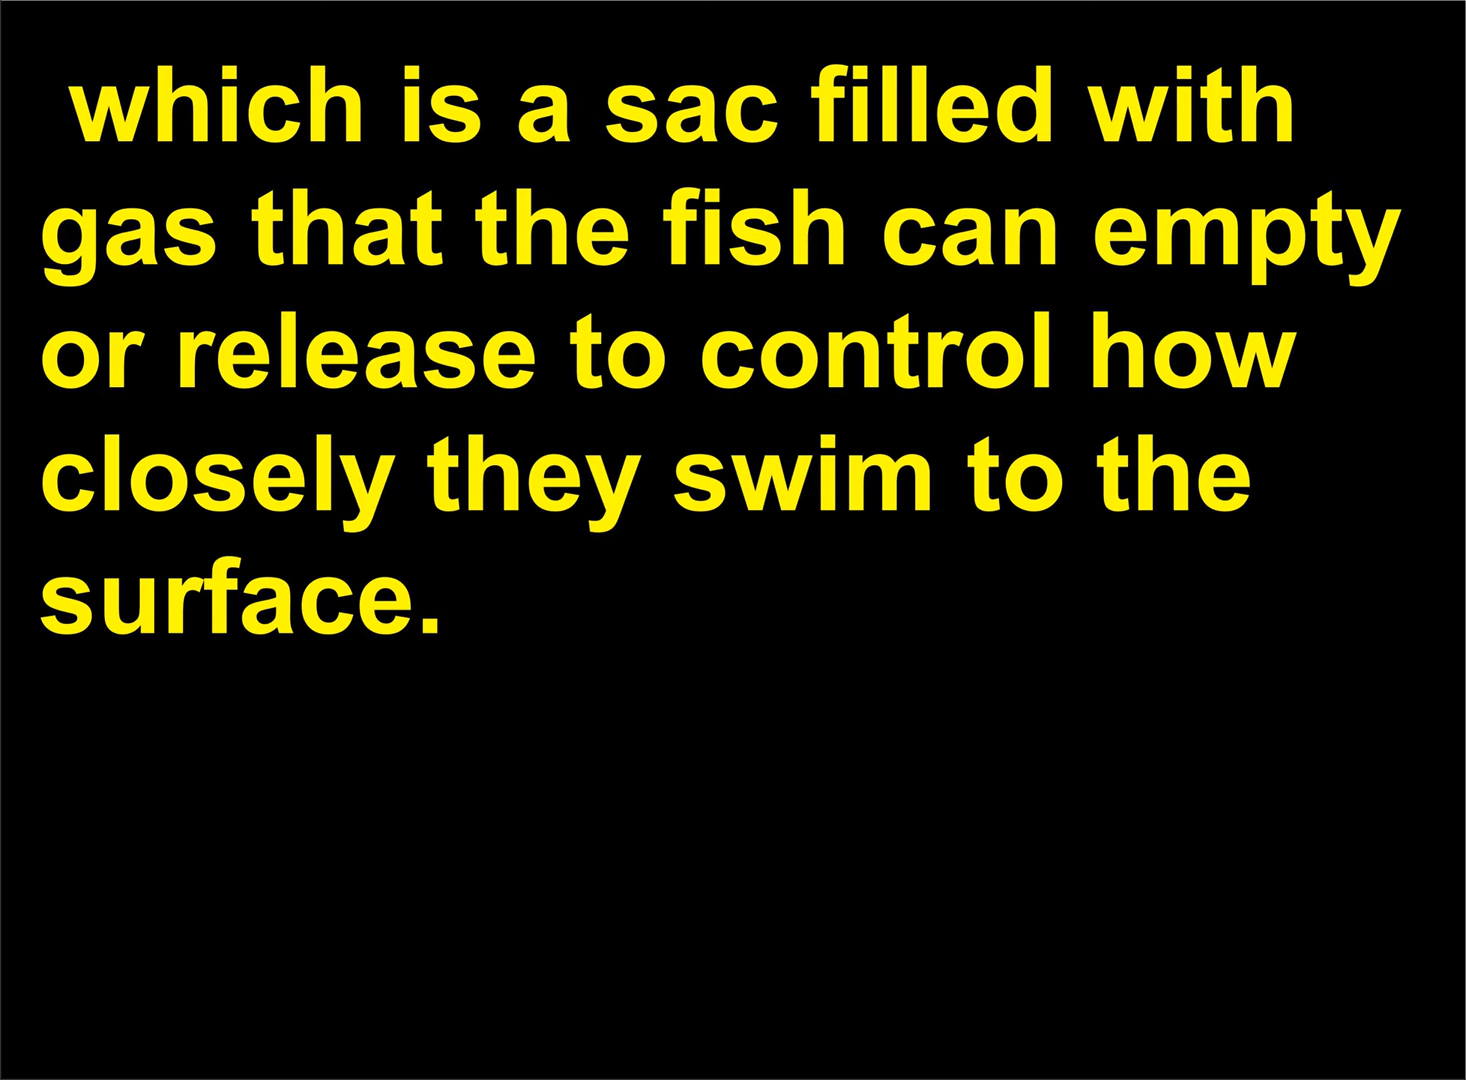 which is a sac filled with
gas that the fish can empty
or release to control how
closely they swim to the
surface.